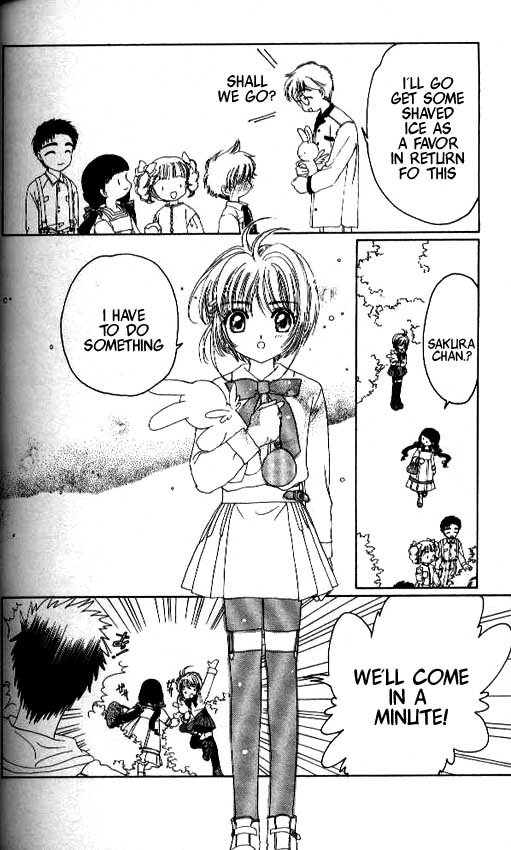 I'LL GO
GET SOME
SHAVED
ICE AS
A FAVOR
IN RETURN
FO THIS
SHALL
WE GO?
SAKURA
CHAN.?
I HAVE
TO DO
SOMETHING
WE'LL COME
IN A
MINUTE!